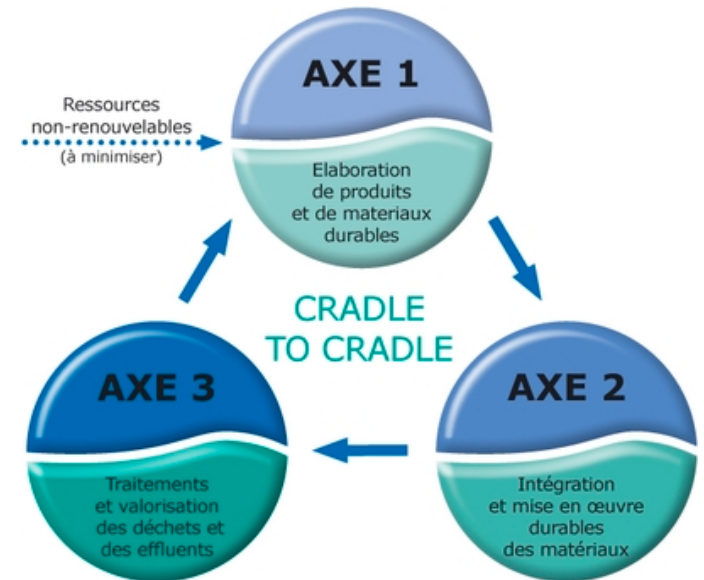 AXE 1
Ressources
non-renouvelables
(à minimiser)
Elaboration
de produits
et de materiaux
durables
CRADLE
TO CRADLE
AXE 3
Traitements
et valorisation
des déchets et
des effluents
AXE 2
Intégration
et mise en œuvre
durables
des matériaux